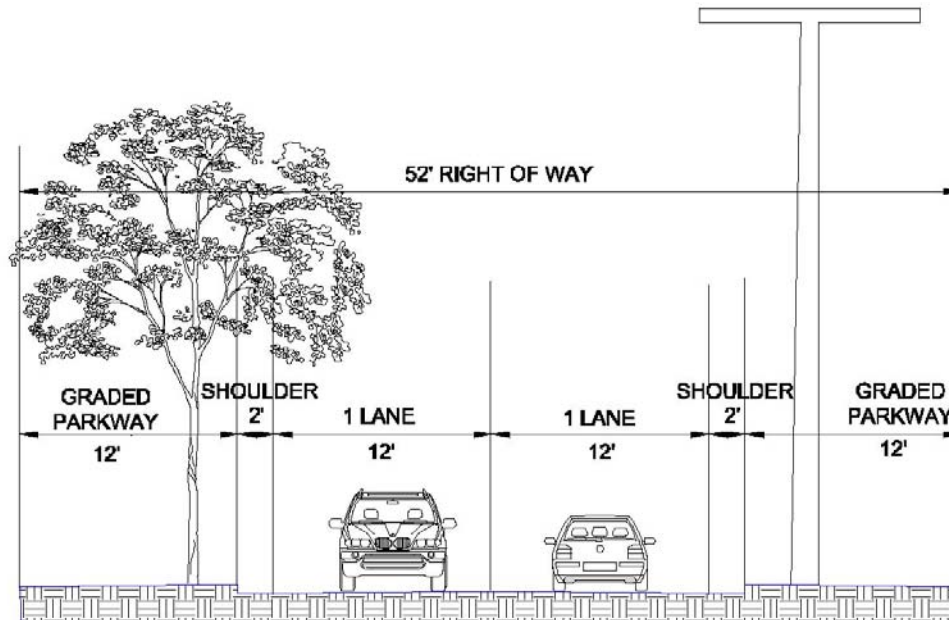 52' RIGHT OF WAY
GRADED
PARKWAY
12'
SHOULDER
2'
1 LANE
12'
1 LANE
12'
SHOULDER
2'
GRADED
PARKWAY
12'